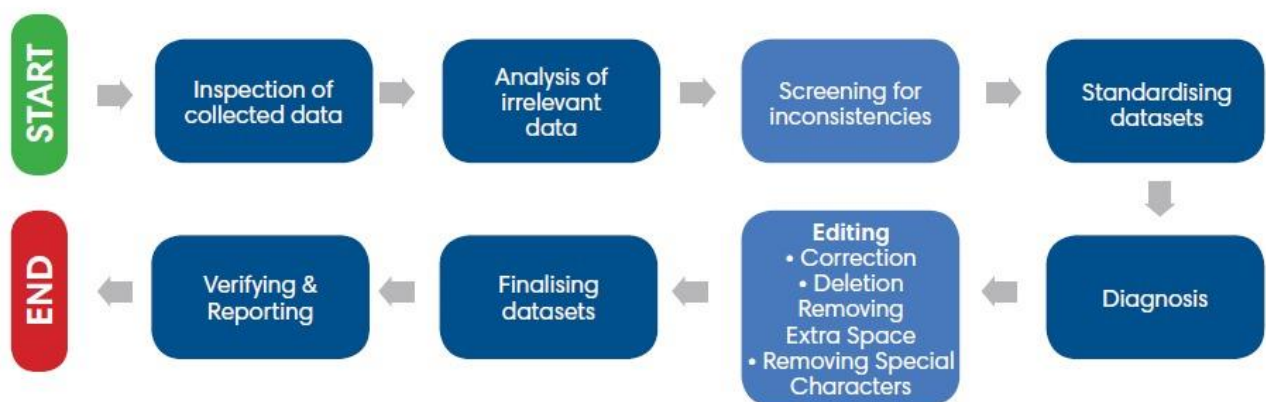 START
Inspection of
collected data
Analysis of
irrelevant
data
Screening for
inconsistencies
Standardising
datasets
Diagnosis
Editing
• Correction
• Deletion
Removing
Extra Space
• Removing Special
Characters
Finalising
datasets
Verifying &
Reporting
END